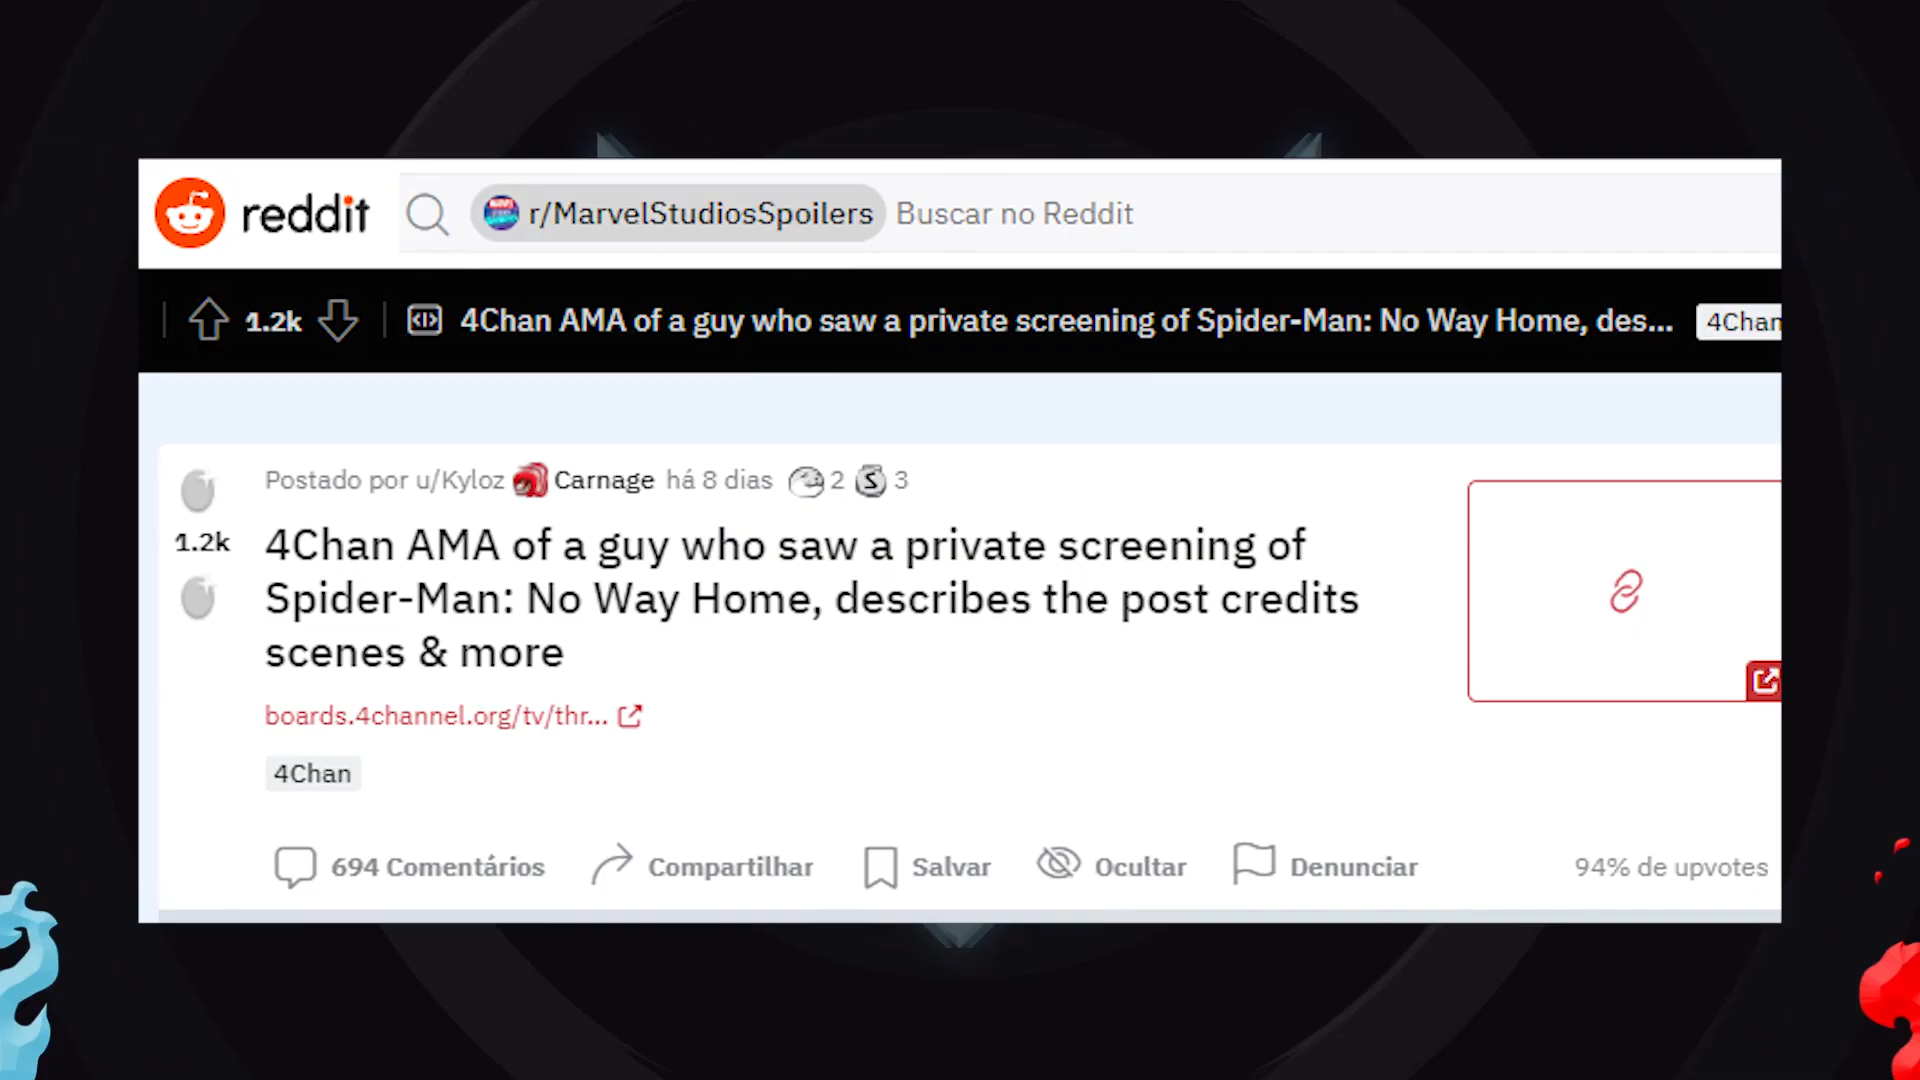 reddit
r/MarvelStudiosSpoilers Buscar no Reddit
1.2k 4Chan AMA of a guy who saw a private screening of Spider-Man: No Way Home, des... 4Chan
Postado por u/Kyloz Carnage há 8 dias 2 S 3
1.2k
4Chan AMA of a guy who saw a private screening of
Spider-Man: No Way Home, describes the post credits
scenes & more
boards.4channel.org/tv/thr...
4Chan
694 Comentários Compartilhar Salvar Ocultar Denunciar 94% de upvotes